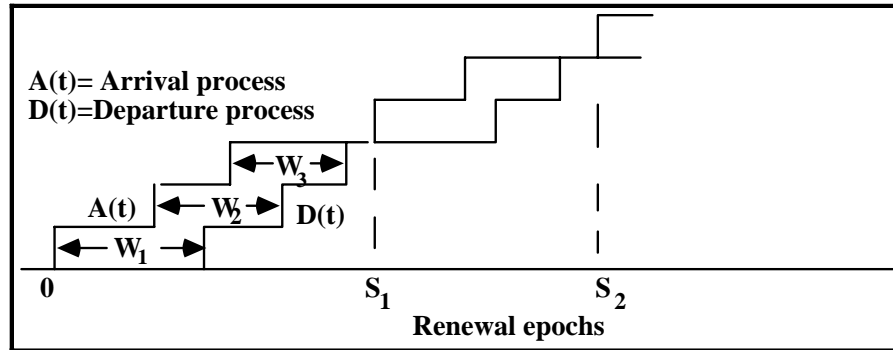 A(t)= Arrival process
D(t)=Departure process
W3
A(t)
W2
D(t)
W1
0
S1
S2
Renewal epochs